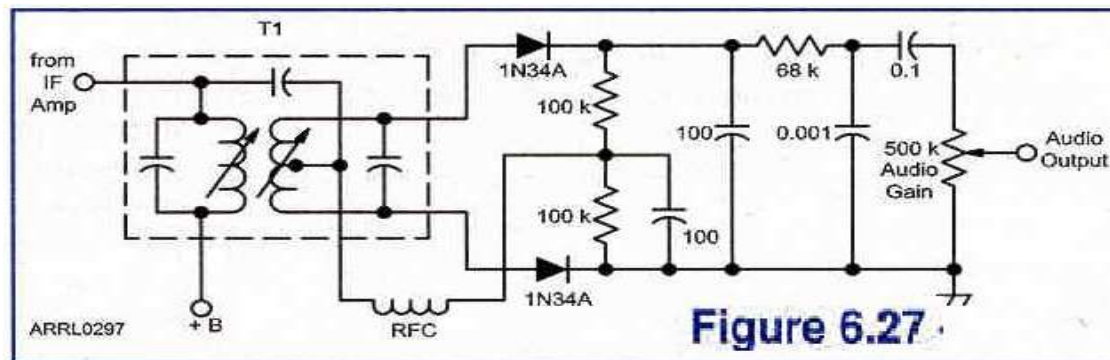 T1
from
IF
Amp
1N34A
68 k
0.1
100 k
100
0.001
500 k
Audio
Gain
Audio
Output
100 k
100
1N34A
+ B
RFC
ARRL0297
Figure 6.27